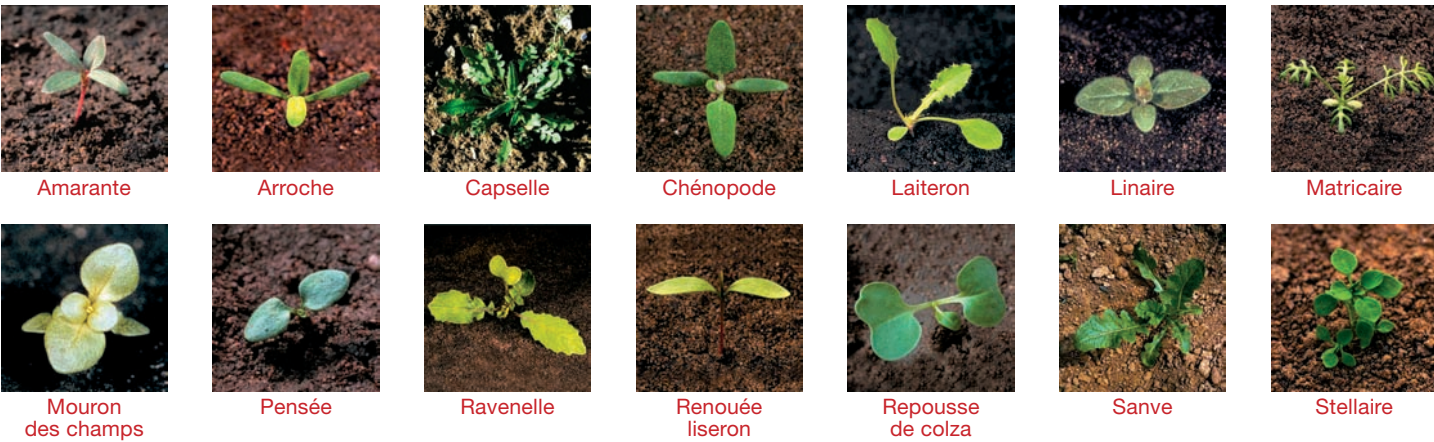 Amarante
Arroche
Capselle
Chénopode
Laiteron
Linaire
Matricaire
Mouron
des champs
Pensée
Ravenelle
Renouée
liseron
Repousse
de colza
Sanve
Stellaire